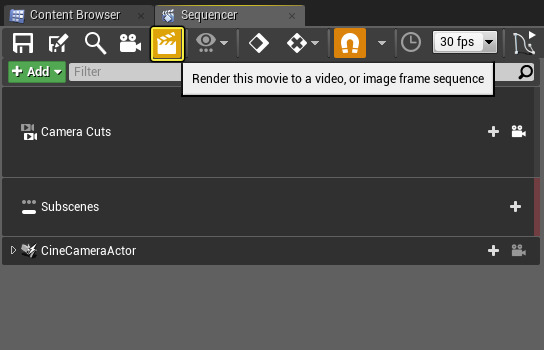 Content Browser Sequencer
30 fps
+ Add Filter
Render this movie to a video, or image frame sequence
Camera Cuts
Subscenes
CineCameraActor